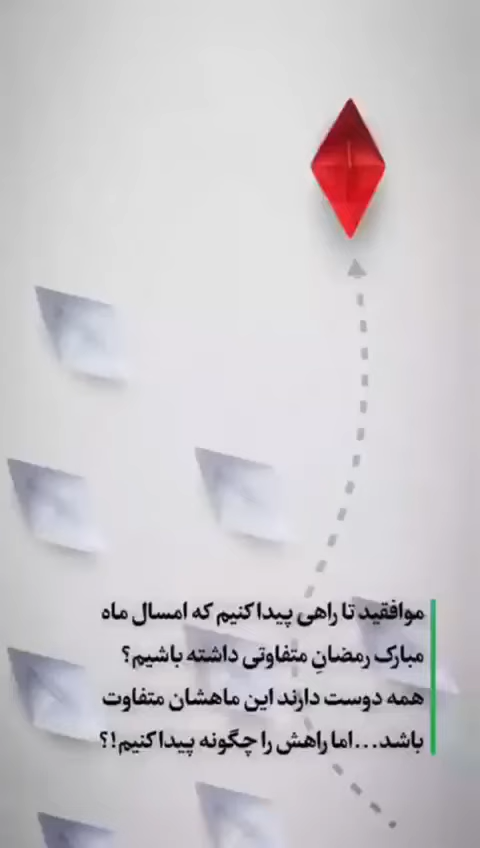 موافقید تا راهی پیدا کنیم که امسال ماه
مبارک رمضانِ متفاوتی داشته باشیم؟
همه دوست دارند این ماهشان متفاوت
باشد...اما راهش را چگونه پیدا کنیم!؟